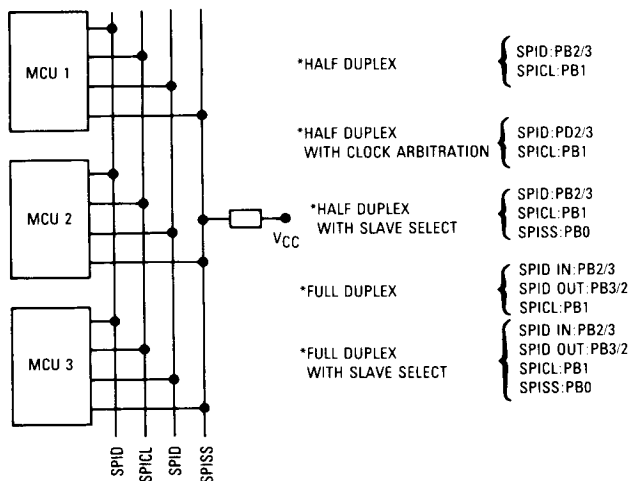 MCU 1
MCU 2
MCU 3
SPID
SPICL
SPID
SPISS
VCC
*HALF DUPLEX
SPID:PB2/3
SPICL:PB1
*HALF DUPLEX
WITH CLOCK ARBITRATION
SPID:PD2/3
SPICL:PB1
*HALF DUPLEX
WITH SLAVE SELECT
SPID:PB2/3
SPICL:PB1
SPISS:PB0
*FULL DUPLEX
SPID IN:PB2/3
SPID OUT:PB3/2
SPICL:PB1
*FULL DUPLEX
WITH SLAVE SELECT
SPID IN:PB2/3
SPID OUT:PB3/2
SPICL:PB1
SPISS:PB0